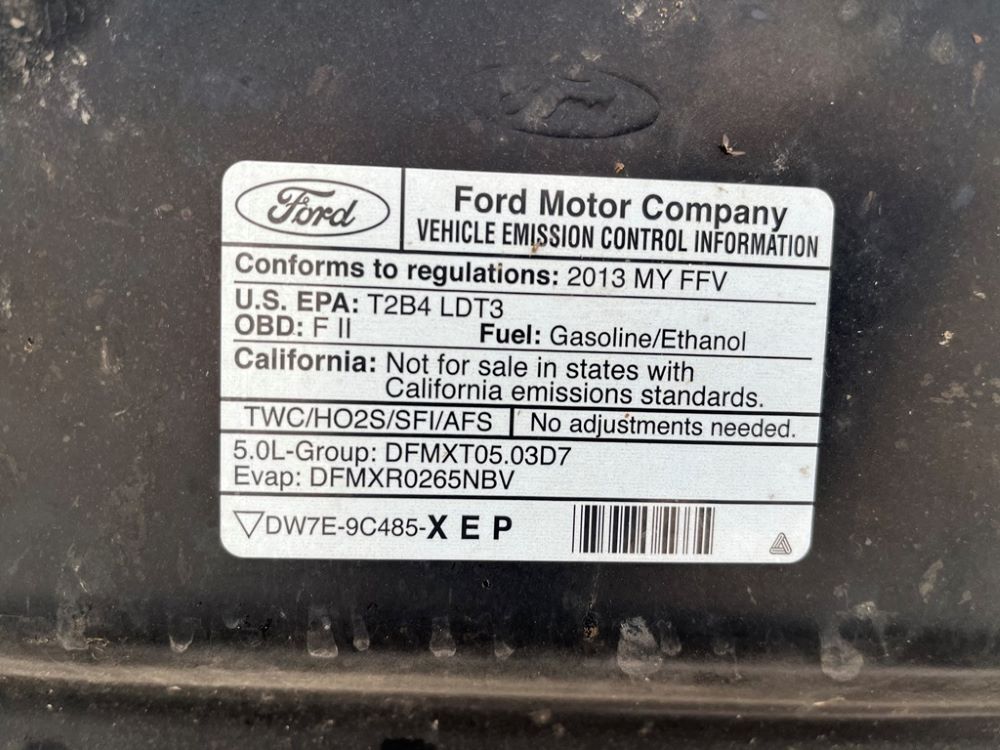 Ford
Ford Motor Company
VEHICLE EMISSION CONTROL INFORMATION
Conforms to regulations: 2013 MY FFV
U.S. EPA: T2B4 LDT3
OBD: F II Fuel: Gasoline/Ethanol
California: Not for sale in states with
California emissions standards.
TWC/HO2S/SFI/AFS No adjustments needed.
5.0L-Group: DFMXT05.03D7
Evap: DFMXR0265NBV
▽DW7E-9C485-X E P